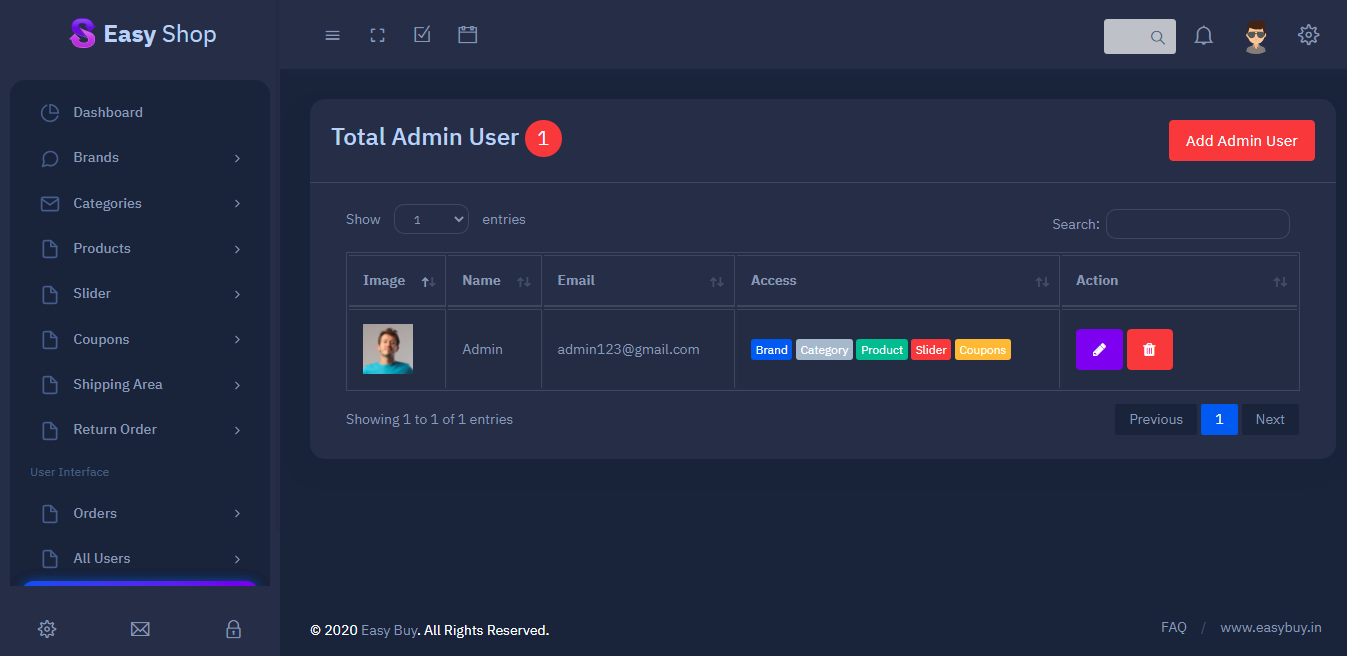 Easy Shop
Dashboard
Brands
Categories
Products
Slider
Coupons
Shipping Area
Return Order
User Interface
Orders
All Users
Total Admin User 1
Add Admin User
Show 1 entries
Search:
Image Name Email Access Action
Admin admin123@gmail.com Brand Category Product Slider Coupons
Showing 1 to 1 of 1 entries
Previous 1 Next
© 2020 Easy Buy. All Rights Reserved.
FAQ / www.easybuy.in